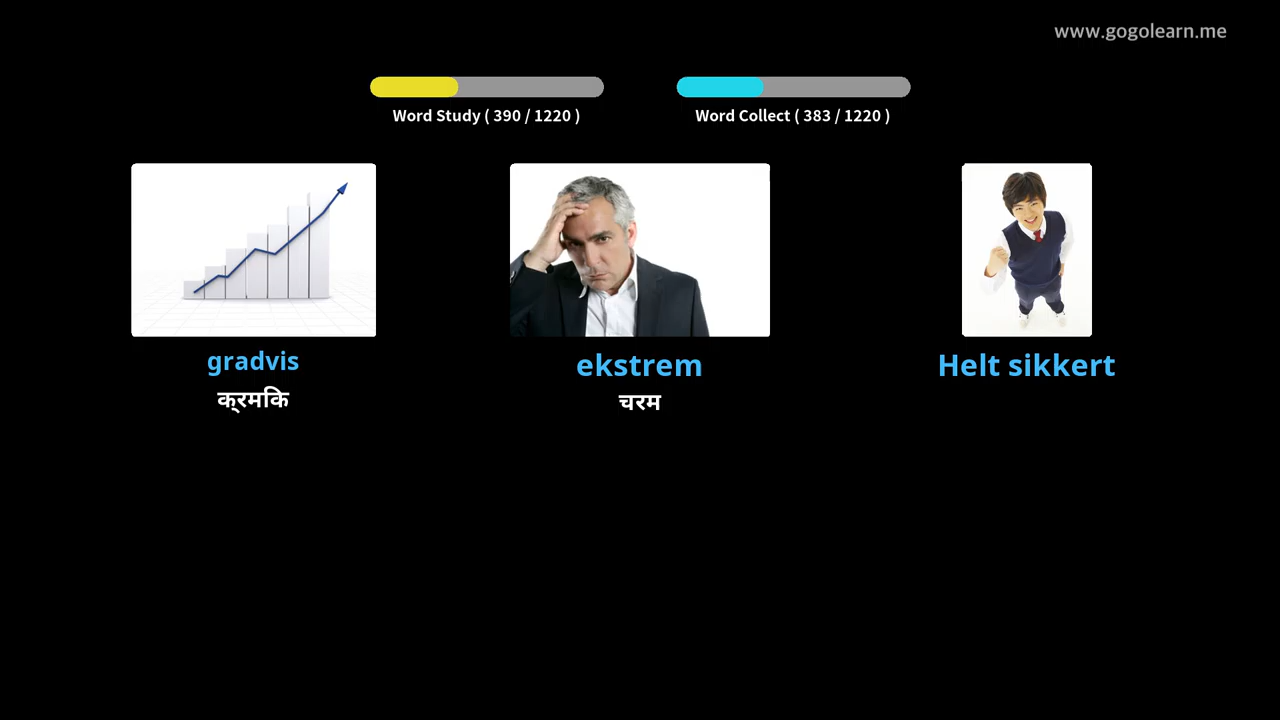 www.gogolearn.me
Word Study ( 390 / 1220 )
Word Collect ( 383 / 1220 )
gradvis
ekstrem
Helt sikkert
क्रमकि
चरम